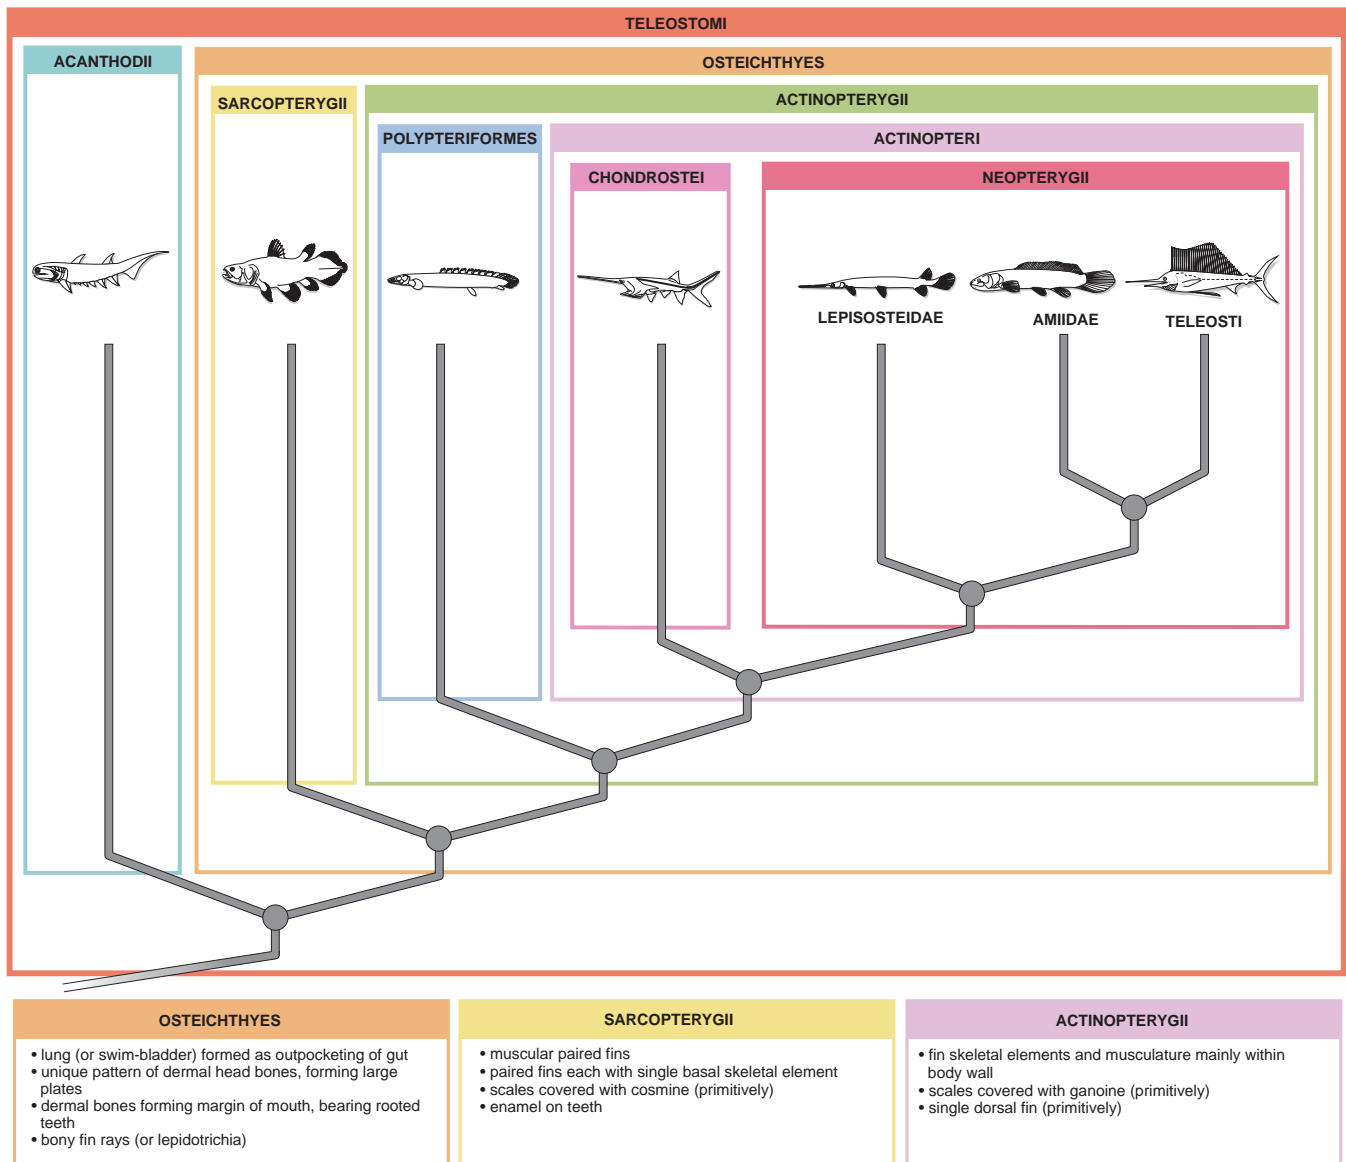 TELEOSTOMI
ACANTHODII
OSTEICHTHYES
SARCOPTERYGII
ACTINOPTERYGII
POLYPTERIFORMES
ACTINOPTERI
CHONDROSTEI
NEOPTERYGII
LEPISOSTEIDAE
AMIIDAE
TELEOSTI
OSTEICHTHYES
• lung (or swim-bladder) formed as outpocketing of gut
• unique pattern of dermal head bones, forming large
plates
• dermal bones forming margin of mouth, bearing rooted
teeth
• bony fin rays (or lepidotrichia)
SARCOPTERYGII
• muscular paired fins
• paired fins each with single basal skeletal element
• scales covered with cosmine (primitively)
• enamel on teeth
ACTINOPTERYGII
• fin skeletal elements and musculature mainly within
body wall
• scales covered with ganoine (primitively)
• single dorsal fin (primitively)